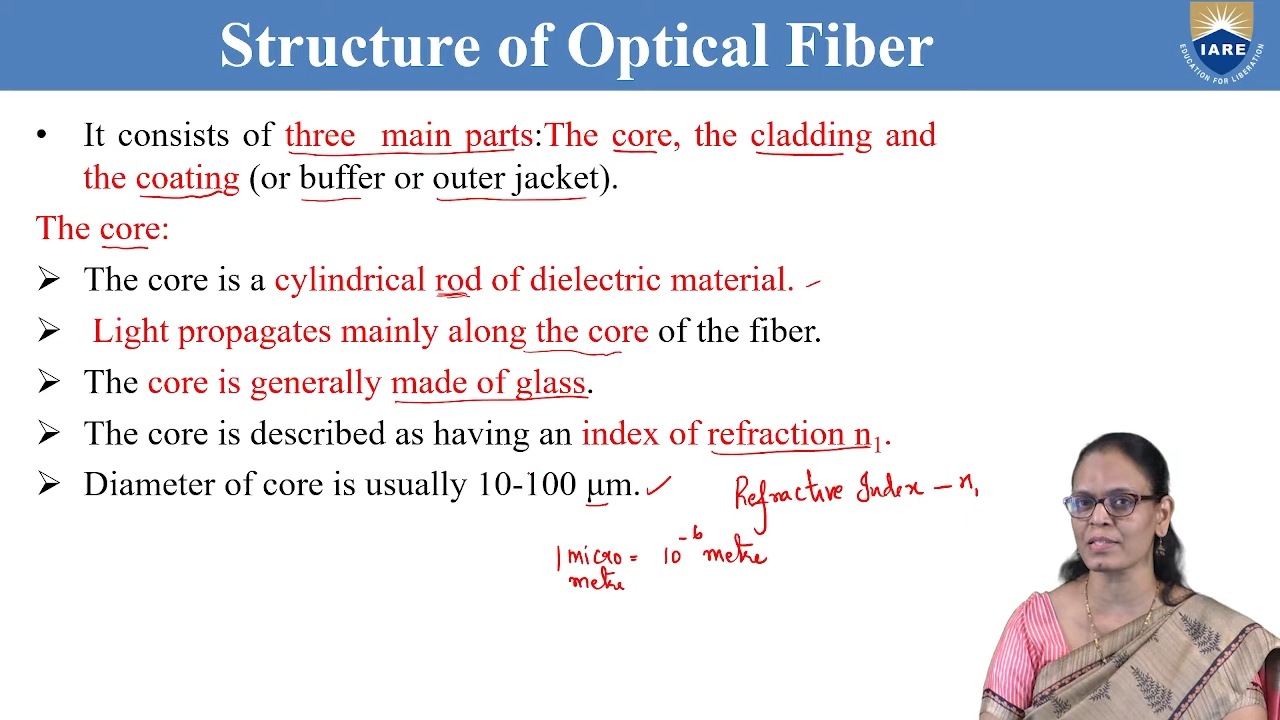 Structure of Optical Fiber
IARE
EDUCATION FOR LIBERATION
• It consists of three main parts:The core, the cladding and
the coating (or buffer or outer jacket).
The core:
➤ The core is a cylindrical rod of dielectric material.
➤ Light propagates mainly along the core of the fiber.
➤ The core is generally made of glass.
➤ The core is described as having an index of refraction n₁.
➤ Diameter of core is usually 10-100 μm.
Refractive Index – n₁
1 micro = 10⁻⁶ metre
metre